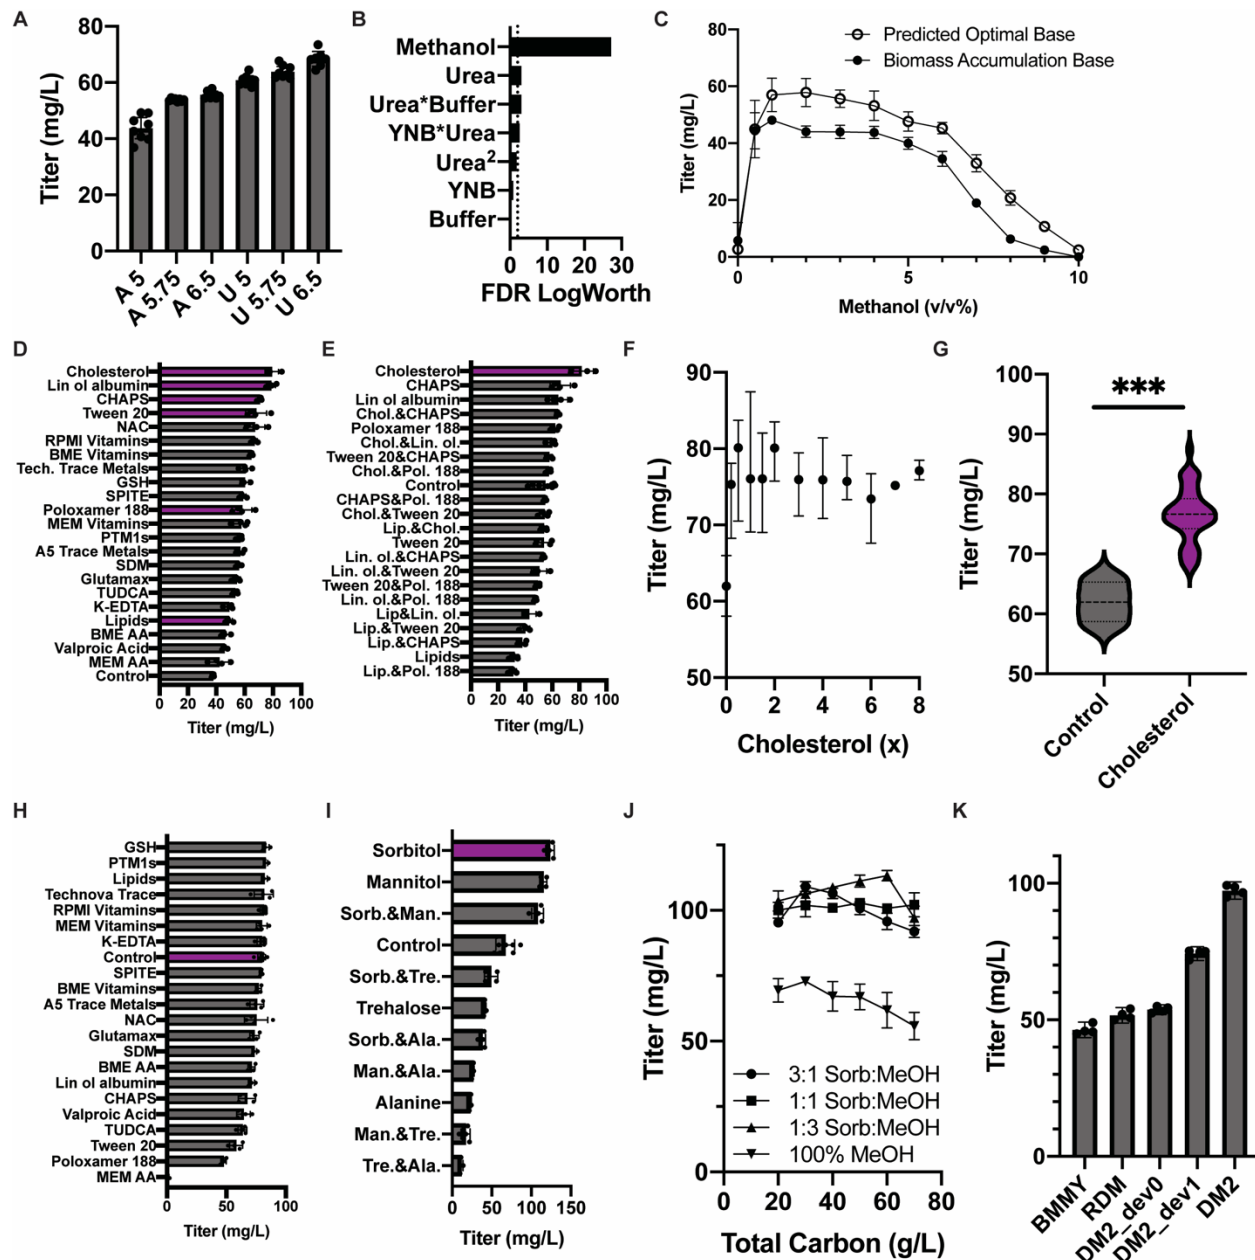 A
Titer (mg/L)
80
60
40
20
0
A 5
A 5.75
A 6.5
U 5
U 5.75
U 6.5
B
Methanol
Urea
Urea*Buffer
YNB*Urea
Urea²
YNB
Buffer
0 10 20 30
FDR LogWorth
C
Titer (mg/L)
80
60
40
20
0
0 5 10
Methanol (v/v%)
Predicted Optimal Base
Biomass Accumulation Base
D
Cholesterol
Lin ol albumin
CHAPS
Tween 20
NAC
RPMI Vitamins
BME Vitamins
Tech. Trace Metals
GSH
SPITE
Poloxamer 188
MEM Vitamins
PTM1s
A5 Trace Metals
SDM
Glutamax
TUDCA
K-EDTA
Lipids
BME AA
Valproic Acid
MEM AA
Control
0 20 40 60 80 100
Titer (mg/L)
E
Cholesterol
CHAPS
Lin ol albumin
Chol.&CHAPS
Poloxamer 188
Chol.&Lin. ol.
Tween 20&CHAPS
Chol.&Pol. 188
Control
CHAPS&Pol. 188
Chol.&Tween 20
Lip.&Chol.
Tween 20
Lin. ol.&CHAPS
Lin. ol.&Tween 20
Tween 20&Pol. 188
Lin. ol.&Pol. 188
Lip&Lin. ol.
Lip.&Tween 20
Lip.&CHAPS
Lipids
Lip.&Pol. 188
0 20 40 60 80 100
Titer (mg/L)
F
Titer (mg/L)
90
80
70
60
50
0 2 4 6 8
Cholesterol (x)
G
Titer (mg/L)
100
90
80
70
60
50
***
Control
Cholesterol
H
GSH
PTM1s
Lipids
Technova Trace
RPMI Vitamins
MEM Vitamins
K-EDTA
Control
SPITE
BME Vitamins
A5 Trace Metals
NAC
Glutamax
SDM
BME AA
Lin ol albumin
CHAPS
Valproic Acid
TUDCA
Tween 20
Poloxamer 188
MEM AA
0 50 100
Titer (mg/L)
I
Sorbitol
Mannitol
Sorb.&Man.
Control
Sorb.&Tre.
Trehalose
Sorb.&Ala.
Man.&Ala.
Alanine
Man.&Tre.
Tre.&Ala.
0 50 100 150
Titer (mg/L)
J
Titer (mg/L)
100
50
0
3:1 Sorb:MeOH
1:1 Sorb:MeOH
1:3 Sorb:MeOH
100% MeOH
0 20 40 60 80
Total Carbon (g/L)
K
Titer (mg/L)
100
50
0
BMMY
RDM
DM2_dev0
DM2_dev1
DM2